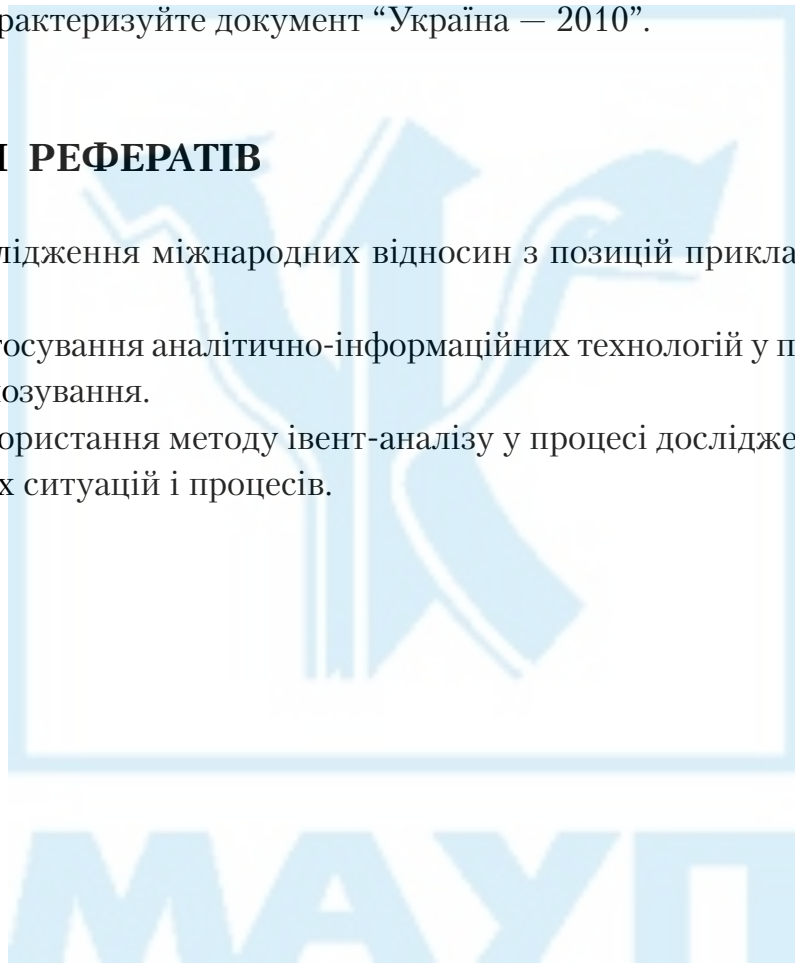 рактеризуйте документ “Україна — 2010”.
РЕФЕРАТІВ
лідження міжнародних відносин з позицій прикла
тосування аналітично-інформаційних технологій у п
озування.
ористання методу івент-аналізу у процесі дослідже
х ситуацій і процесів.
МАУП